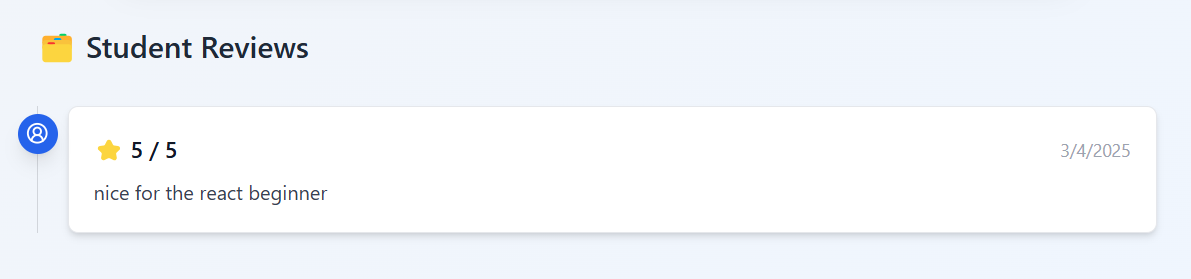 Student Reviews
5 / 5
3/4/2025
nice for the react beginner